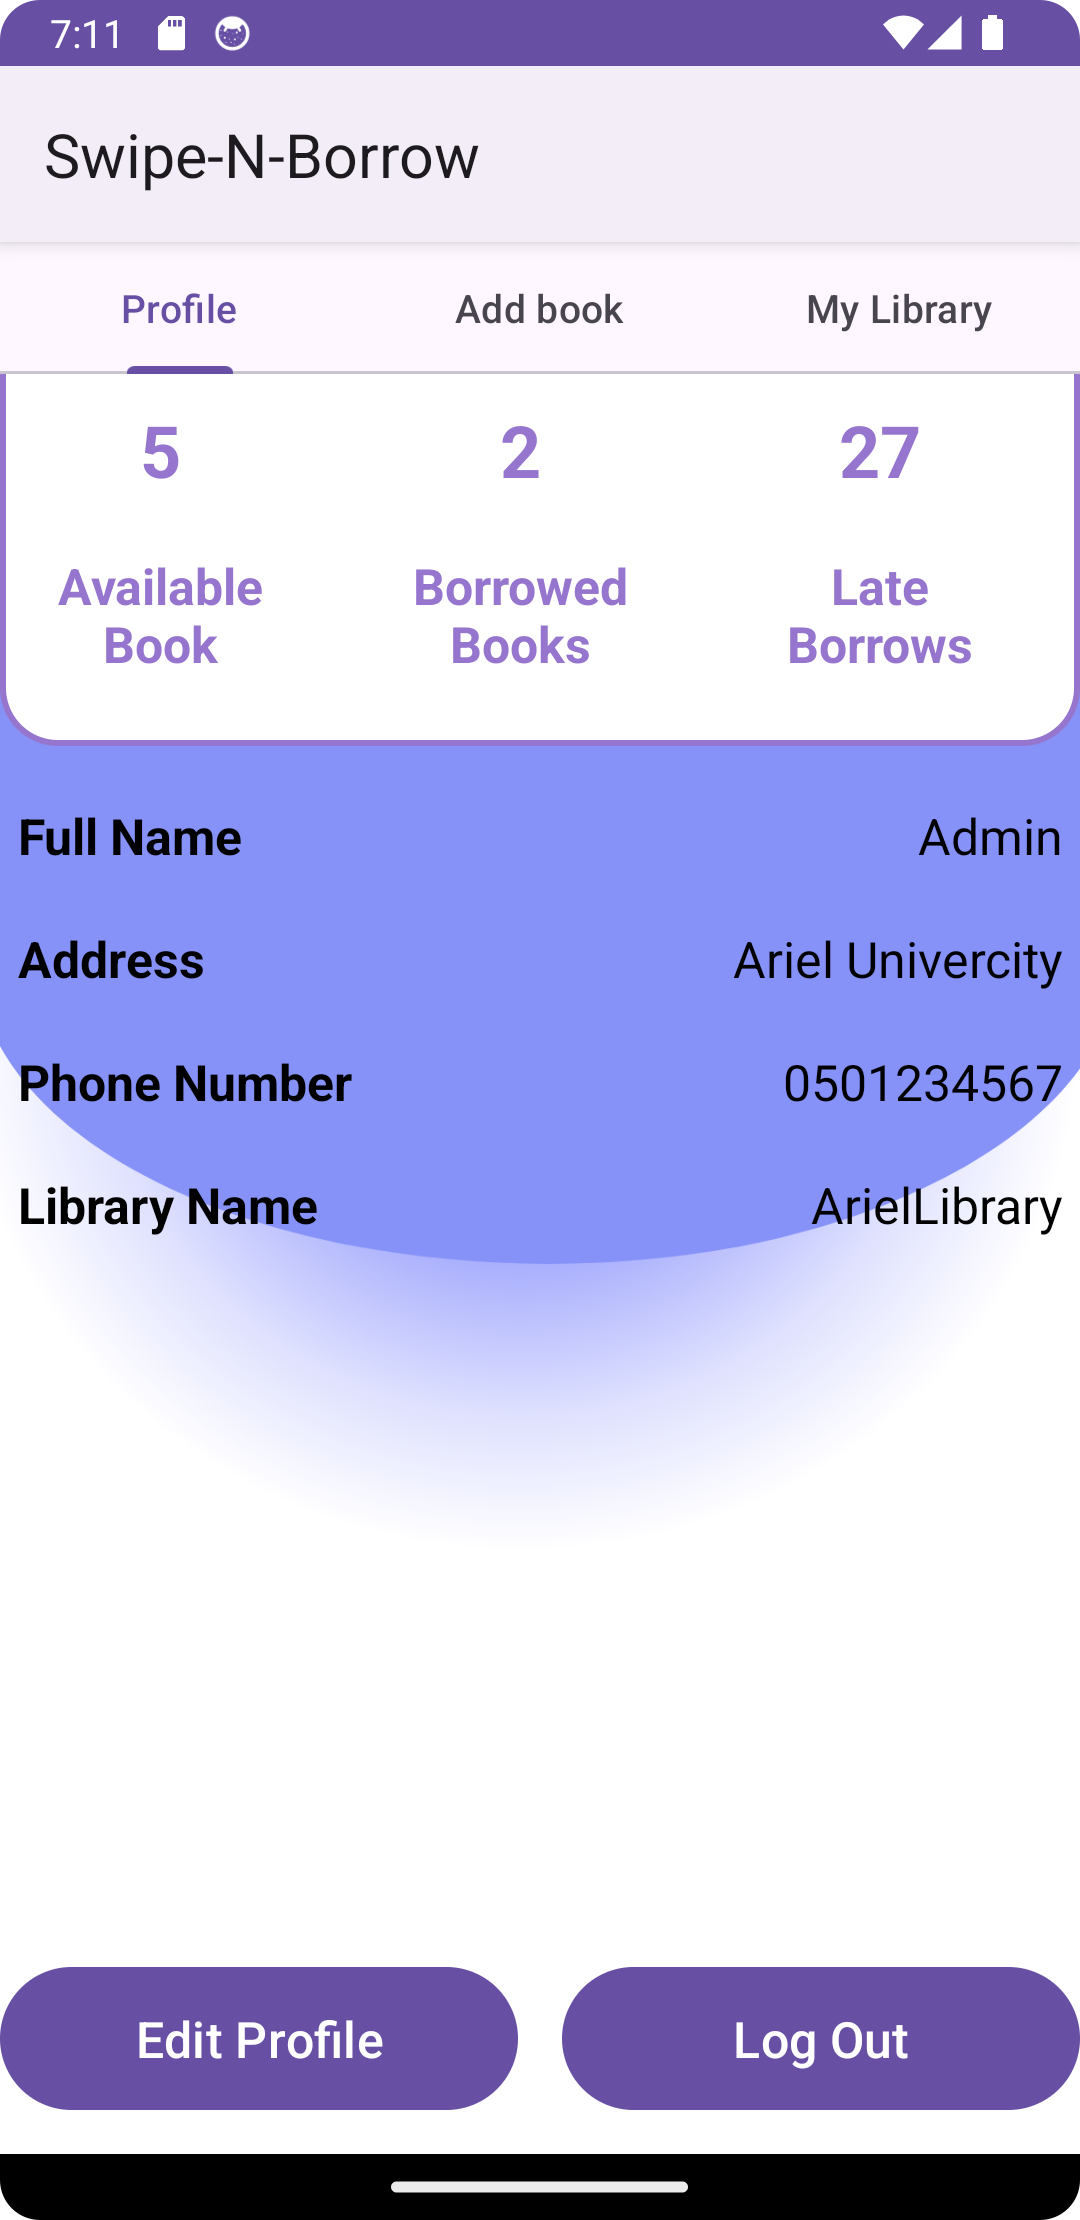 7:11
Swipe-N-Borrow
Profile Add book My Library
5 2 27
Available Borrowed Late
Book Books Borrows
Full Name Admin
Address Ariel Univercity
Phone Number 0501234567
Library Name ArielLibrary
Edit Profile Log Out